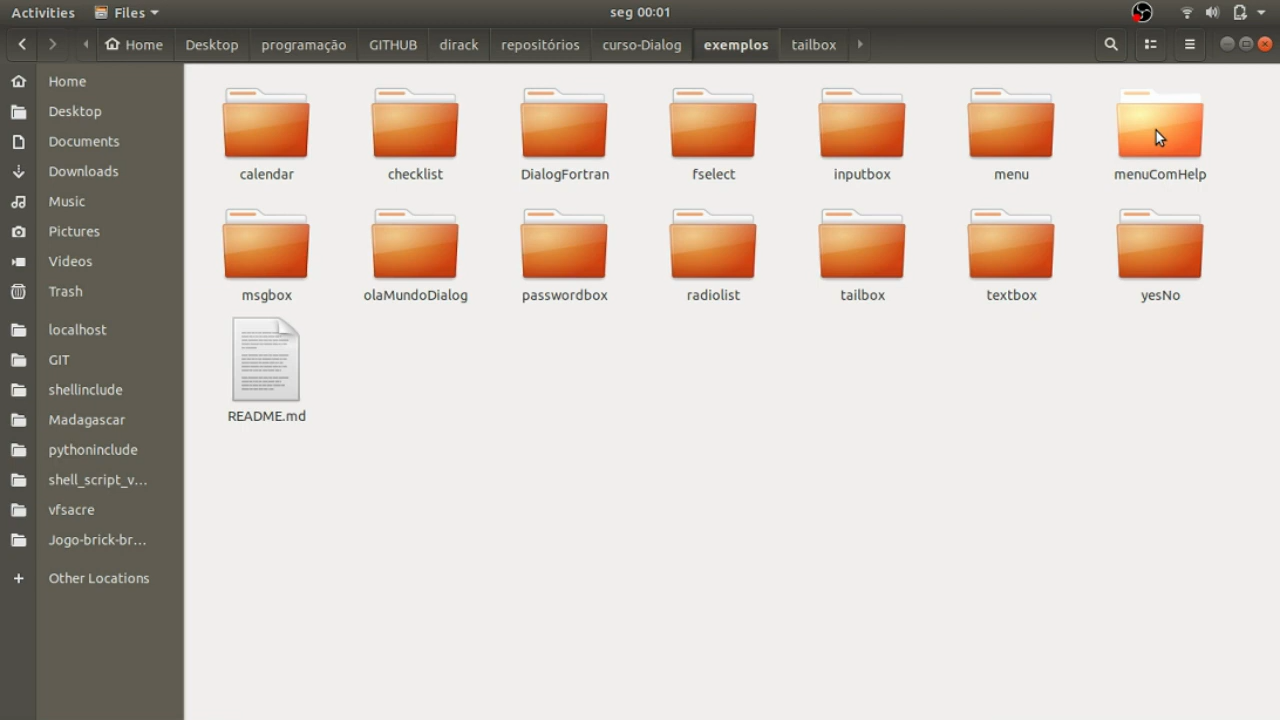 Activities Files seg 00:01
Home Desktop programação GITHUB dirack repositórios curso-Dialog exemplos tailbox
Home
Desktop
Documents
Downloads
Music
Pictures
Videos
Trash
localhost
GIT
shellinclude
Madagascar
pythoninclude
shell_script_v...
vfsacre
Jogo-brick-br...
Other Locations
calendar checklist DialogFortran fselect inputbox menu menuComHelp
msgbox olaMundoDialog passwordbox radiolist tailbox textbox yesNo
README.md